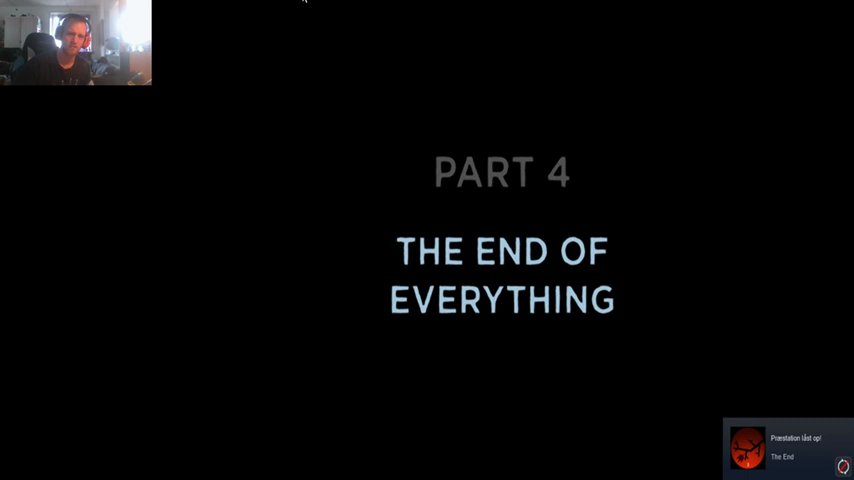 PART 4
THE END OF
EVERYTHING
Præstation låst op!
The End